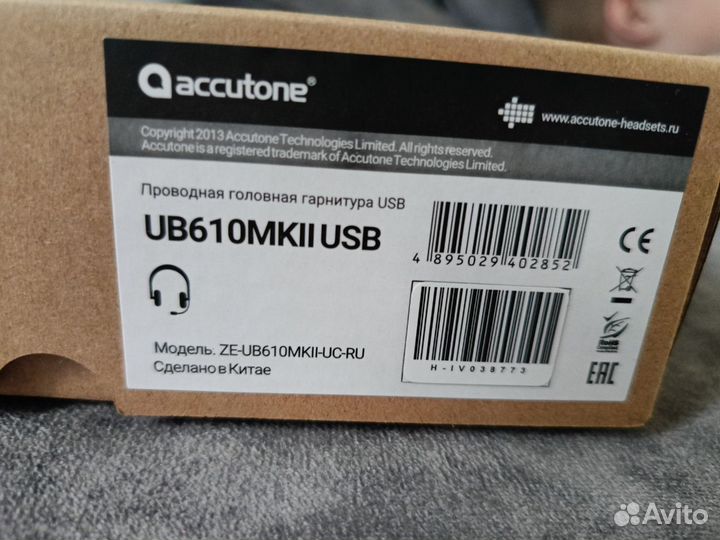 accutone®
www.accutone-headsets.ru
Copyright 2013 Accutone Technologies Limited. All rights reserved.
Accutone is a registered trademark of Accutone Technologies Limited.
Проводная головная гарнитура USB
UB610MKII USB
4 895029 402852
CE
H-IV038773
RoHS
Модель: ZE-UB610MKII-UC-RU
Сделано в Китае
EAC
Avito